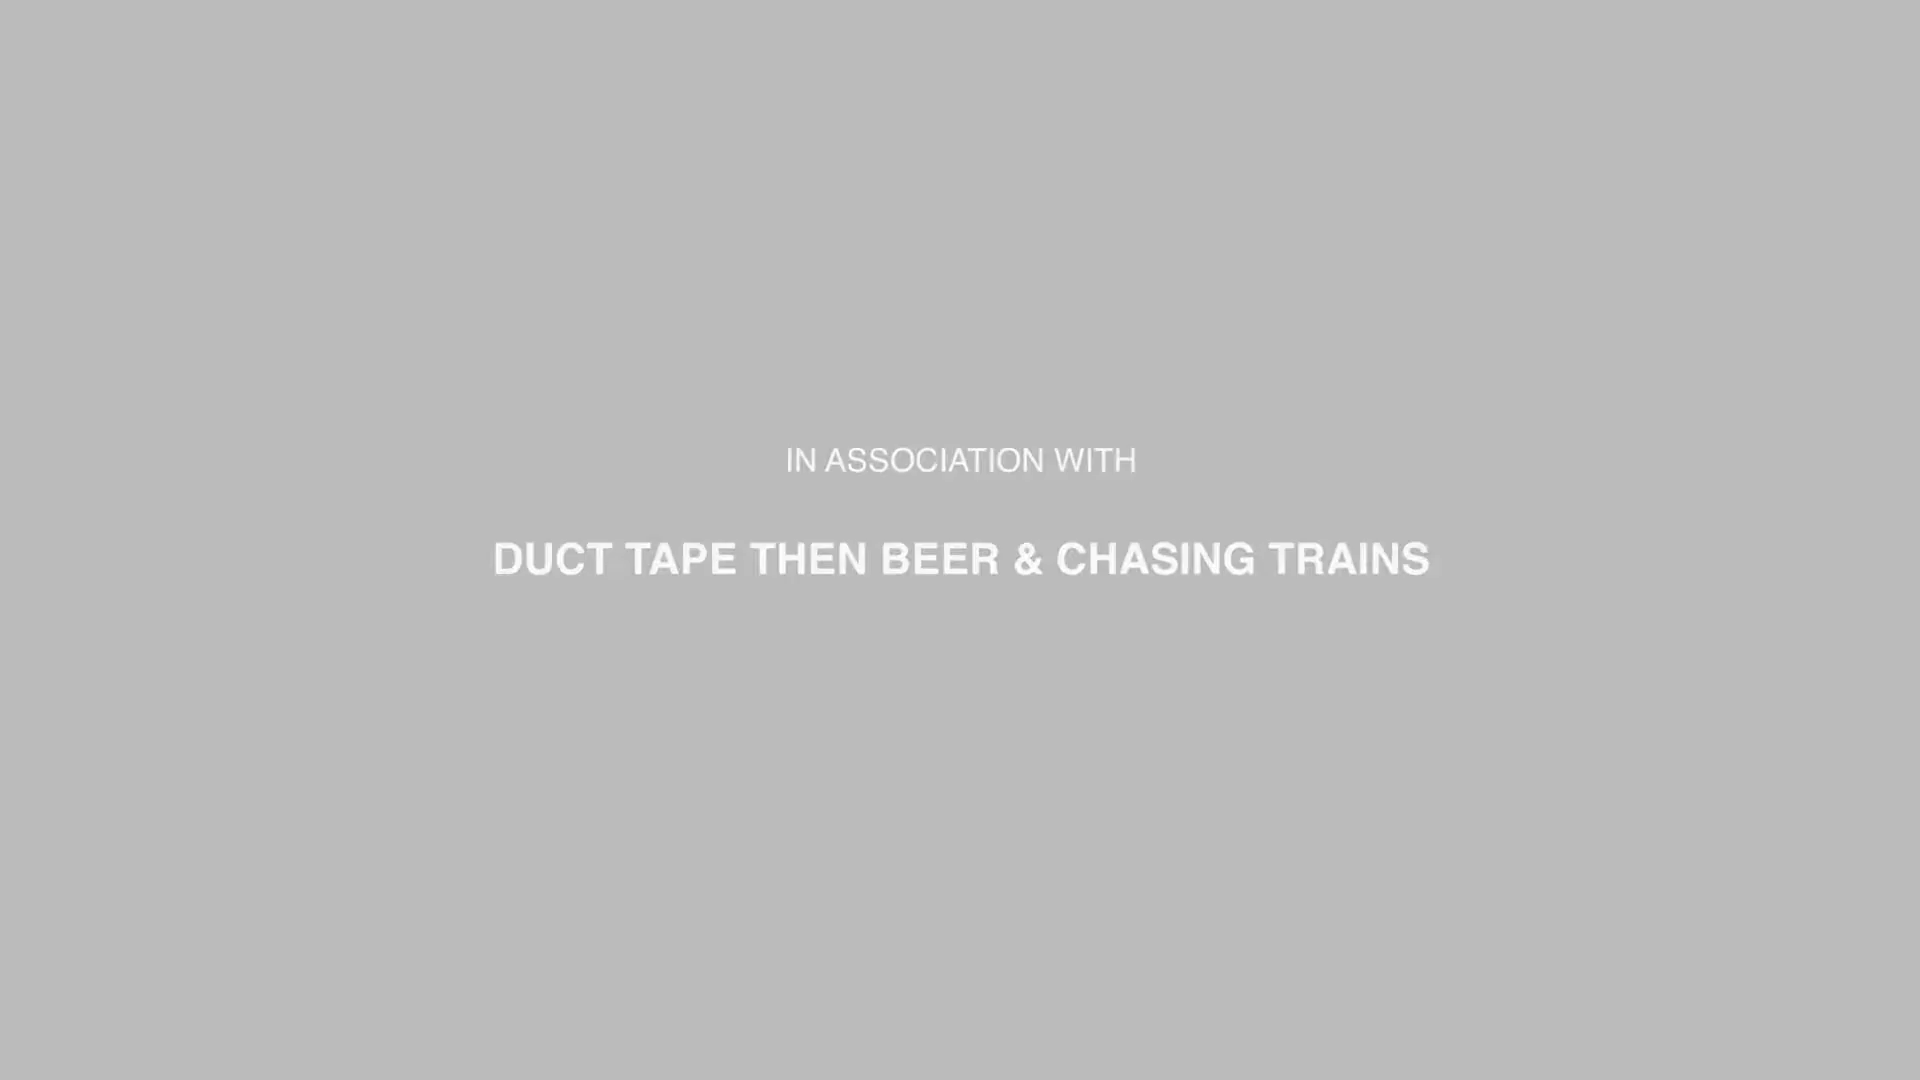 IN ASSOCIATION WITH
DUCT TAPE THEN BEER & CHASING TRAINS